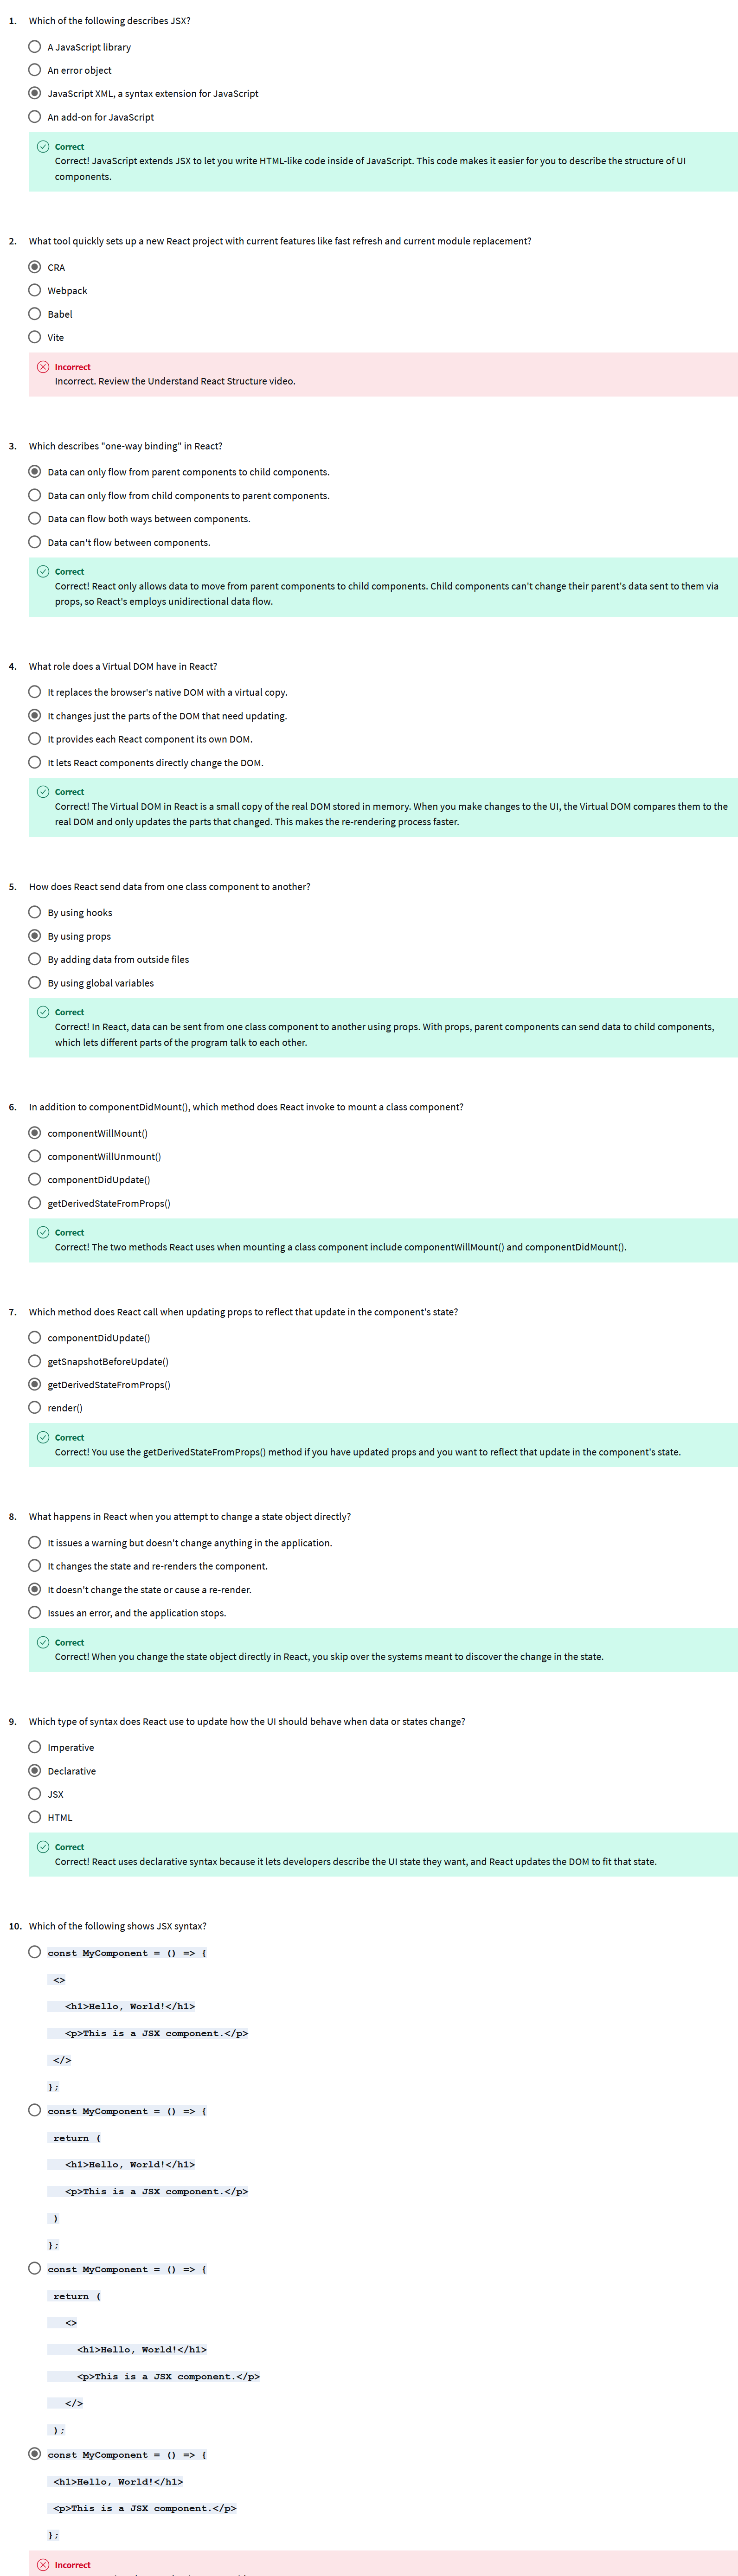 1. Which of the following describes JSX?
A JavaScript library
An error object
JavaScript XML, a syntax extension for JavaScript
An add-on for JavaScript
Correct
Correct! JavaScript extends JSX to let you write HTML-like code inside of JavaScript. This code makes it easier for you to describe the structure of UI
components.
2. What tool quickly sets up a new React project with current features like fast refresh and current module replacement?
CRA
Webpack
Babel
Vite
Incorrect
Incorrect. Review the Understand React Structure video.
3. Which describes "one-way binding" in React?
Data can only flow from parent components to child components.
Data can only flow from child components to parent components.
Data can flow both ways between components.
Data can't flow between components.
Correct
Correct! React only allows data to move from parent components to child components. Child components can't change their parent's data sent to them via
props, so React's employs unidirectional data flow.
4. What role does a Virtual DOM have in React?
It replaces the browser's native DOM with a virtual copy.
It changes just the parts of the DOM that need updating.
It provides each React component its own DOM.
It lets React components directly change the DOM.
Correct
Correct! The Virtual DOM in React is a small copy of the real DOM stored in memory. When you make changes to the UI, the Virtual DOM compares them to the
real DOM and only updates the parts that changed. This makes the re-rendering process faster.
5. How does React send data from one class component to another?
By using hooks
By using props
By adding data from outside files
By using global variables
Correct
Correct! In React, data can be sent from one class component to another using props. With props, parent components can send data to child components,
which lets different parts of the program talk to each other.
6. In addition to componentDidMount(), which method does React invoke to mount a class component?
componentWillMount()
componentWillUnmount()
componentDidUpdate()
getDerivedStateFromProps()
Correct
Correct! The two methods React uses when mounting a class component include componentWillMount() and componentDidMount().
7. Which method does React call when updating props to reflect that update in the component's state?
componentDidUpdate()
getSnapshotBeforeUpdate()
getDerivedStateFromProps()
render()
Correct
Correct! You use the getDerivedStateFromProps() method if you have updated props and you want to reflect that update in the component's state.
8. What happens in React when you attempt to change a state object directly?
It issues a warning but doesn't change anything in the application.
It changes the state and re-renders the component.
It doesn't change the state or cause a re-render.
Issues an error, and the application stops.
Correct
Correct! When you change the state object directly in React, you skip over the systems meant to discover the change in the state.
9. Which type of syntax does React use to update how the UI should behave when data or states change?
Imperative
Declarative
JSX
HTML
Correct
Correct! React uses declarative syntax because it lets developers describe the UI state they want, and React updates the DOM to fit that state.
10. Which of the following shows JSX syntax?
const MyComponent = () => {
<>
<h1>Hello, World!</h1>
<p>This is a JSX component.</p>
</>
};
const MyComponent = () => {
return (
<h1>Hello, World!</h1>
<p>This is a JSX component.</p>
)
};
const MyComponent = () => {
return (
<>
<h1>Hello, World!</h1>
<p>This is a JSX component.</p>
</>
);
const MyComponent = () => {
<h1>Hello, World!</h1>
<p>This is a JSX component.</p>
};
Incorrect